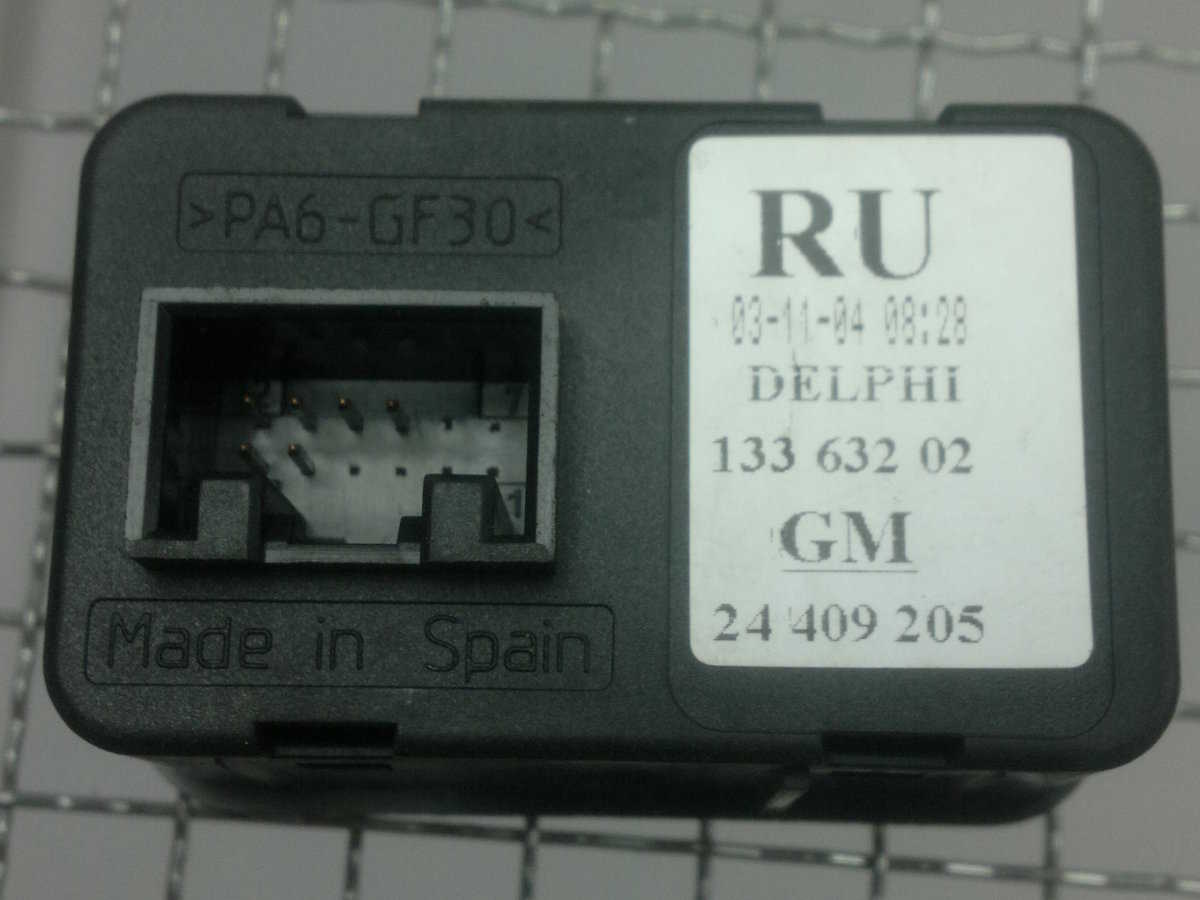 >PA6-GF30<
RU
03-11-04 08:28
DELPHI
133 632 02
GM
24 409 205
1
Made in Spain